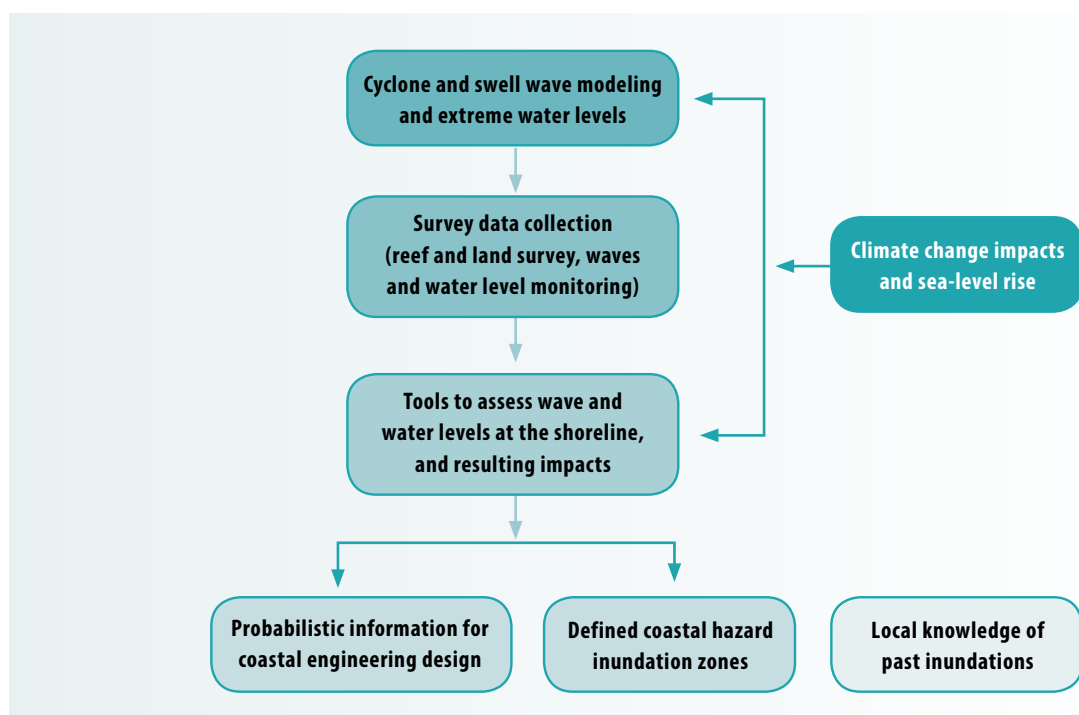 Cyclone and swell wave modeling
and extreme water levels
Survey data collection
(reef and land survey, waves
and water level monitoring)
Climate change impacts
and sea-level rise
Tools to assess wave and
water levels at the shoreline,
and resulting impacts
Probabilistic information for
coastal engineering design
Defined coastal hazard
inundation zones
Local knowledge of
past inundations